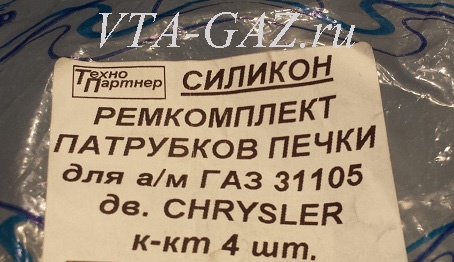 VTA-GAZ.ru
Техно
Партнер
СИЛИКОН
РЕМКОМПЛЕКТ
ПАТРУБКОВ ПЕЧКИ
для а/м ГАЗ 31105
дв. CHRYSLER
к-кт 4 шт.